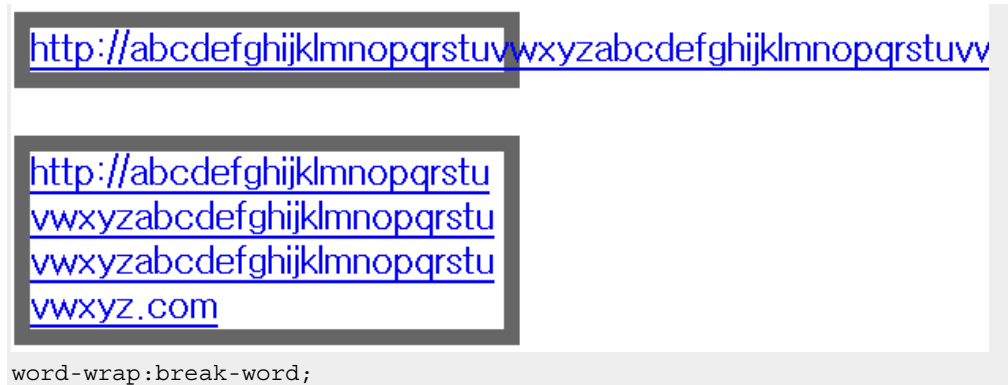 http://abcdefghijklmnopqrstuvwxyzabcdefghijklmnopqrstuvv
http://abcdefghijklmnopqrstu
vwxyzabcdefghijklmnopqrstu
vwxyzabcdefghijklmnopqrstu
vwxyz.com
word-wrap:break-word;